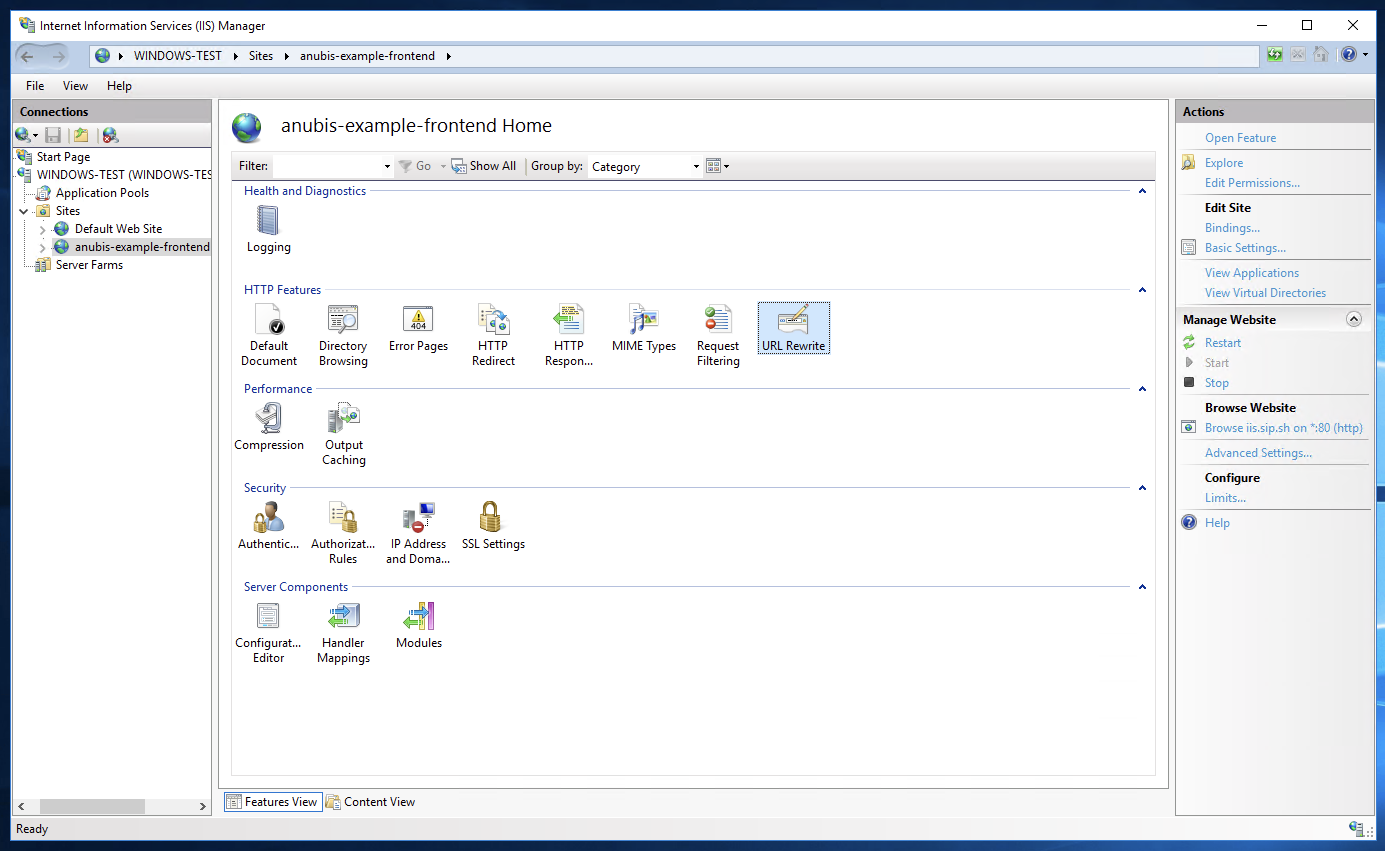 Internet Information Services (IIS) Manager
WINDOWS-TEST
Sites
anubis-example-frontend
File
View
Help
Connections
Start Page
WINDOWS-TEST (WINDOWS-TES
Application Pools
Sites
Default Web Site
anubis-example-frontend
Server Farms
anubis-example-frontend Home
Filter:
Go
Show All
Group by:
Category
Health and Diagnostics
Logging
HTTP Features
Default
Document
Directory
Browsing
404
Error Pages
HTTP
Redirect
HTTP
Respon...
MIME Types
Request
Filtering
URL Rewrite
Performance
Compression
Output
Caching
Security
Authentic...
Authorizat...
Rules
IP Address
and Doma...
SSL Settings
Server Components
Configurat...
Editor
Handler
Mappings
Modules
Features View
Content View
Actions
Open Feature
Explore
Edit Permissions...
Edit Site
Bindings...
Basic Settings...
View Applications
View Virtual Directories
Manage Website
Restart
Start
Stop
Browse Website
Browse iis.sip.sh on *:80 (http)
Advanced Settings...
Configure
Limits...
Help
Ready